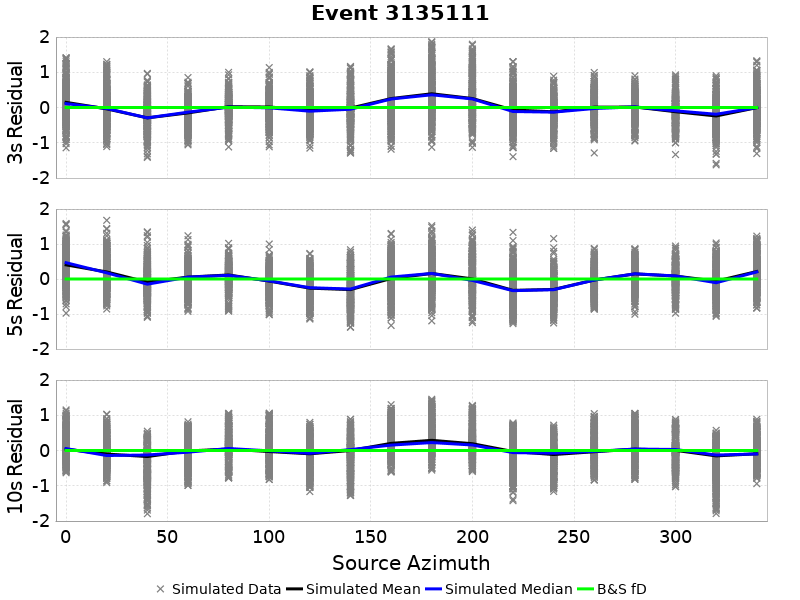 Event 3135111
3s Residual
2
1
0
-1
-2
5s Residual
2
1
0
-1
-2
10s Residual
2
1
0
-1
-2
0 50 100 150 200 250 300
Source Azimuth
Simulated Data Simulated Mean Simulated Median B&S fD